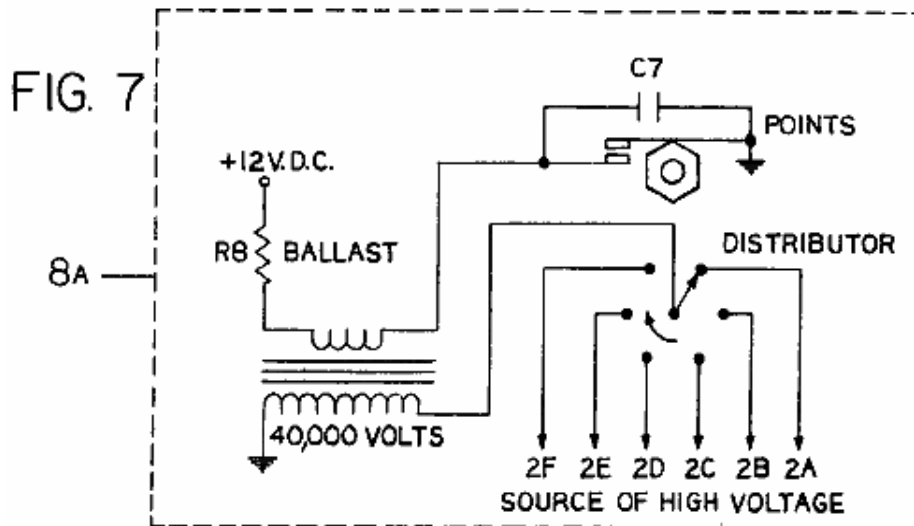 FIG. 7
C7
POINTS
+12V.D.C.
R8 BALLAST
DISTRIBUTOR
8A
40,000 VOLTS
2F 2E 2D 2C 2B 2A
SOURCE OF HIGH VOLTAGE